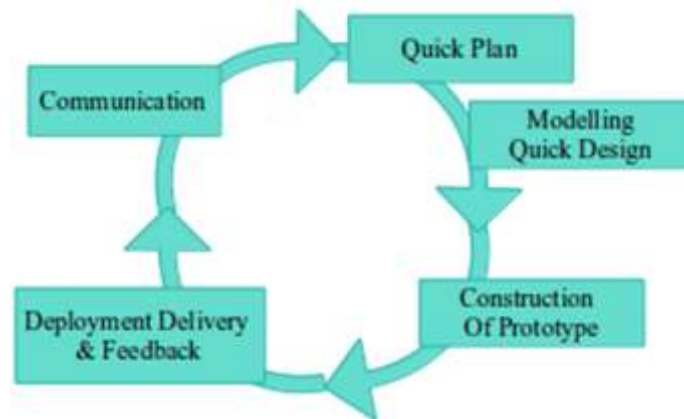 Quick Plan
Communication
Modelling
Quick Design
Construction
Of Prototype
Deployment Delivery
& Feedback